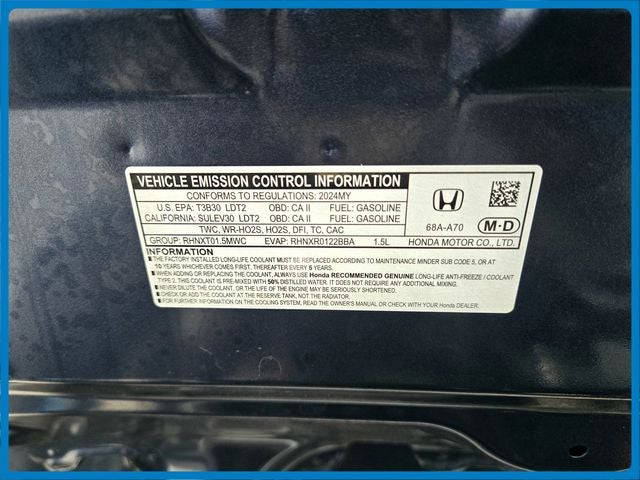 VEHICLE EMISSION CONTROL INFORMATION
CONFORMS TO REGULATIONS: 2024MY
U.S. EPA: T3B30 LDT2 OBD: CA II FUEL: GASOLINE
CALIFORNIA: SULEV30 LDT2 OBD: CA II FUEL: GASOLINE
TWC, WR-HO2S, HO2S, DFI, TC, CAC
GROUP: RHNXT01.5MWC EVAP: RHNXR0122BBA 1.5L
68A-A70
M·D
HONDA MOTOR CO., LTD.
INFORMATION
■THE FACTORY INSTALLED LONG-LIFE COOLANT MUST BE REPLACED ACCORDING TO MAINTENANCE MINDER SUB CODE 5, OR AT
10 YEARS WHICHEVER COMES FIRST. THEREAFTER REPLACE EVERY 5 YEARS.
■WHEN ADDING OR REPLACING THE COOLANT, ALWAYS USE Honda RECOMMENDED GENUINE LONG-LIFE ANTI-FREEZE / COOLANT
TYPE 2. THIS COOLANT IS PRE-MIXED WITH 50% DISTILLED WATER. IT DOES NOT REQUIRE ANY ADDITIONAL MIXING.
■NEVER DILUTE THE COOLANT, OR THE LIFE OF THE ENGINE MAY BE SERIOUSLY SHORTENED.
■CHECK OR ADD THE COOLANT AT THE RESERVE TANK, NOT THE RADIATOR.
■FOR FURTHER INFORMATION ON THE COOLING SYSTEM, READ THE OWNER'S MANUAL OR CHECK WITH YOUR Honda DEALER.